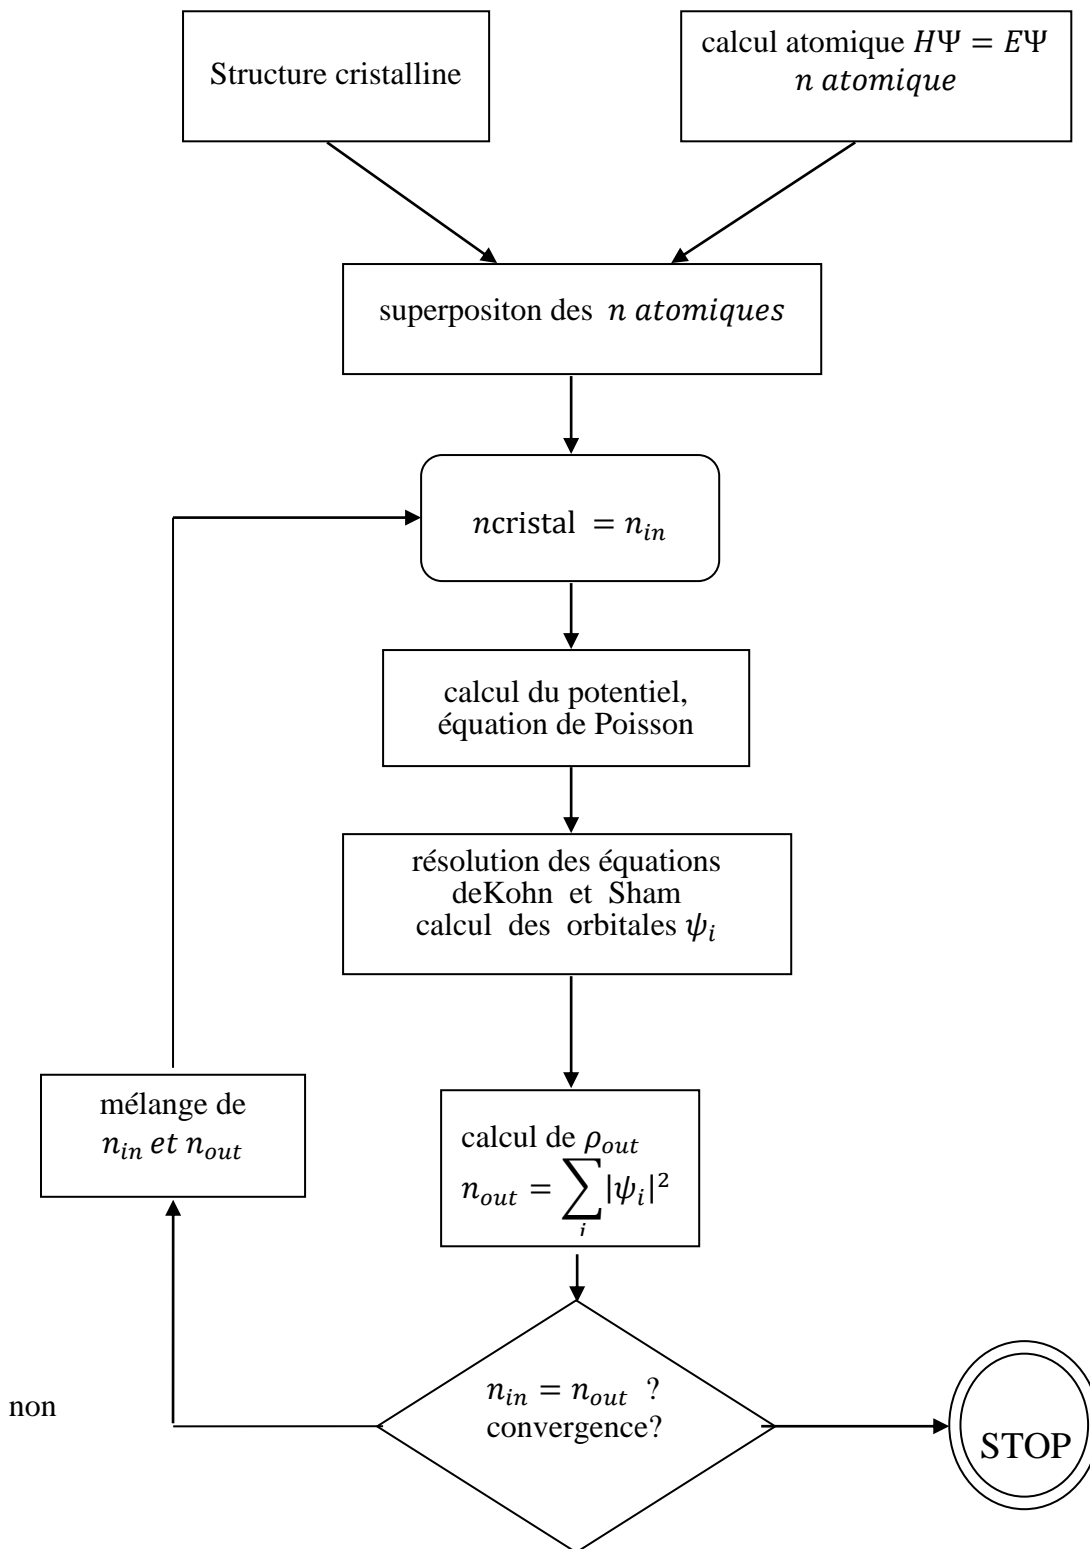 Structure cristalline
calcul atomique HΨ = EΨ
n atomique
superpositon des n atomiques
ncristal = n_in
calcul du potentiel,
équation de Poisson
résolution des équations
deKohn et Sham
calcul des orbitales ψ_i
mélange de
n_in et n_out
calcul de ρ_out
n_out = ∑_i |ψ_i|²
n_in = n_out ?
convergence?
non
STOP